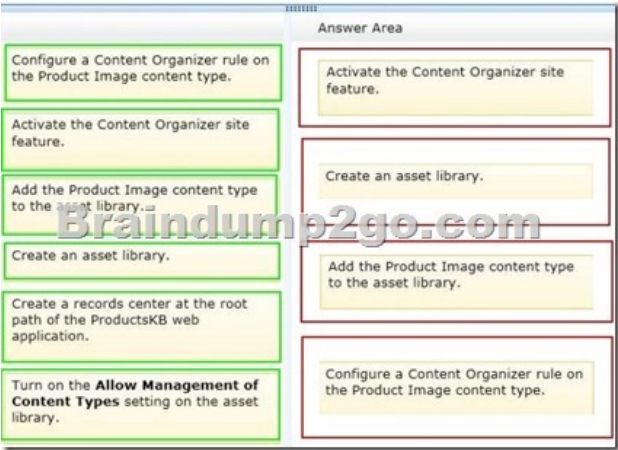 Answer Area
Configure a Content Organizer rule on
the Product Image content type.
Activate the Content Organizer site
feature.
Add the Product Image content type
to the asset library.
Create an asset library.
Create a records center at the root
path of the ProductsKB web
application.
Turn on the Allow Management of
Content Types setting on the asset
library.
Activate the Content Organizer site
feature.
Create an asset library.
Add the Product Image content type
to the asset library.
Configure a Content Organizer rule on
the Product Image content type.
Braindump2go.com